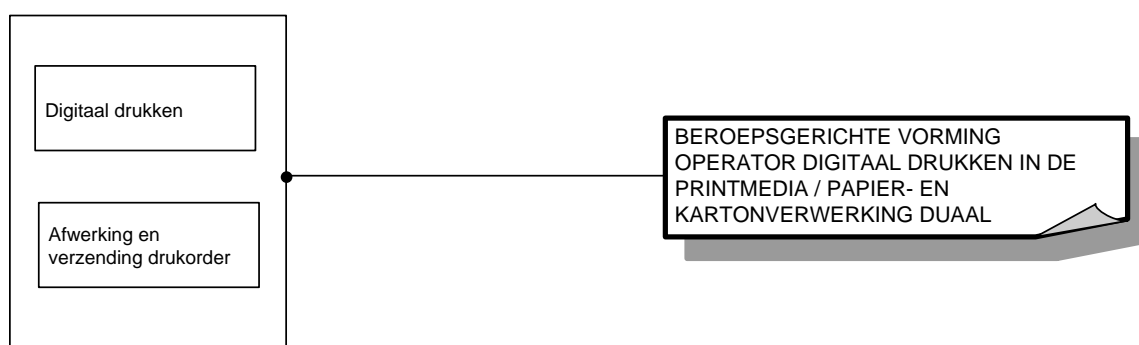 Digitaal drukken
Afwerking en
verzending drukorder
BEROEPSGERICHTE VORMING
OPERATOR DIGITAAL DRUKKEN IN DE
PRINTMEDIA / PAPIER- EN
KARTONVERWERKING DUAAL